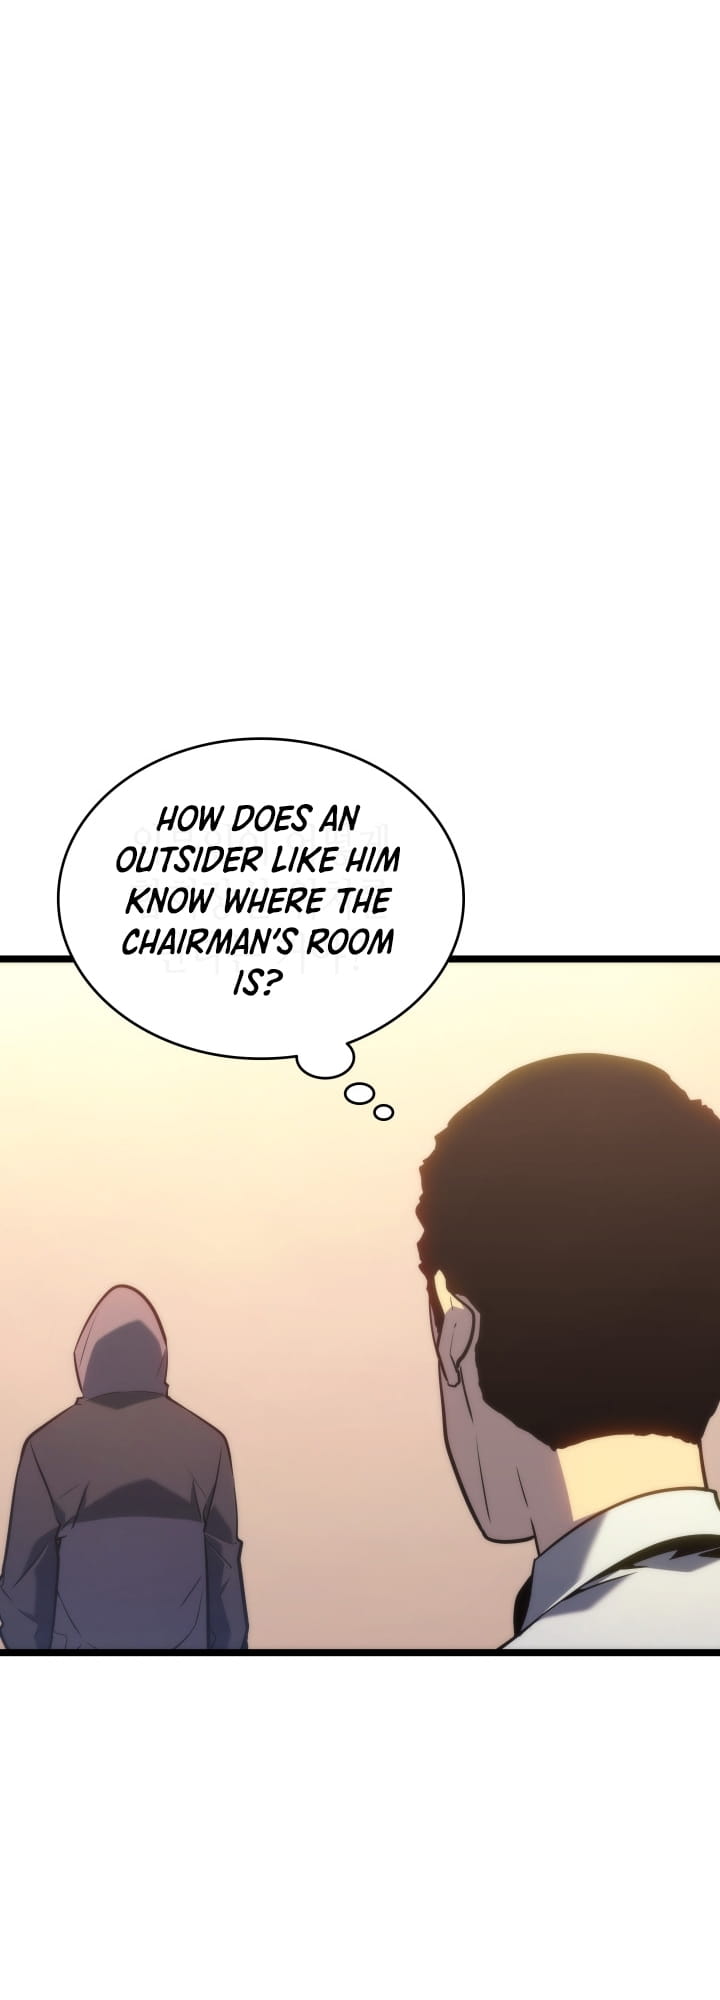 HOW DOES AN
OUTSIDER LIKE HIM
KNOW WHERE THE
CHAIRMAN'S ROOM
IS?